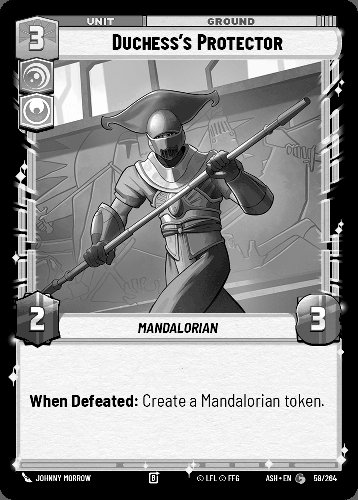 UNIT
GROUND
3
DUCHESS'S PROTECTOR
2
MANDALORIAN
3
When Defeated: Create a Mandalorian token.
JOHNNY MORROW
© LFL © FFG
ASH • EN
58/264